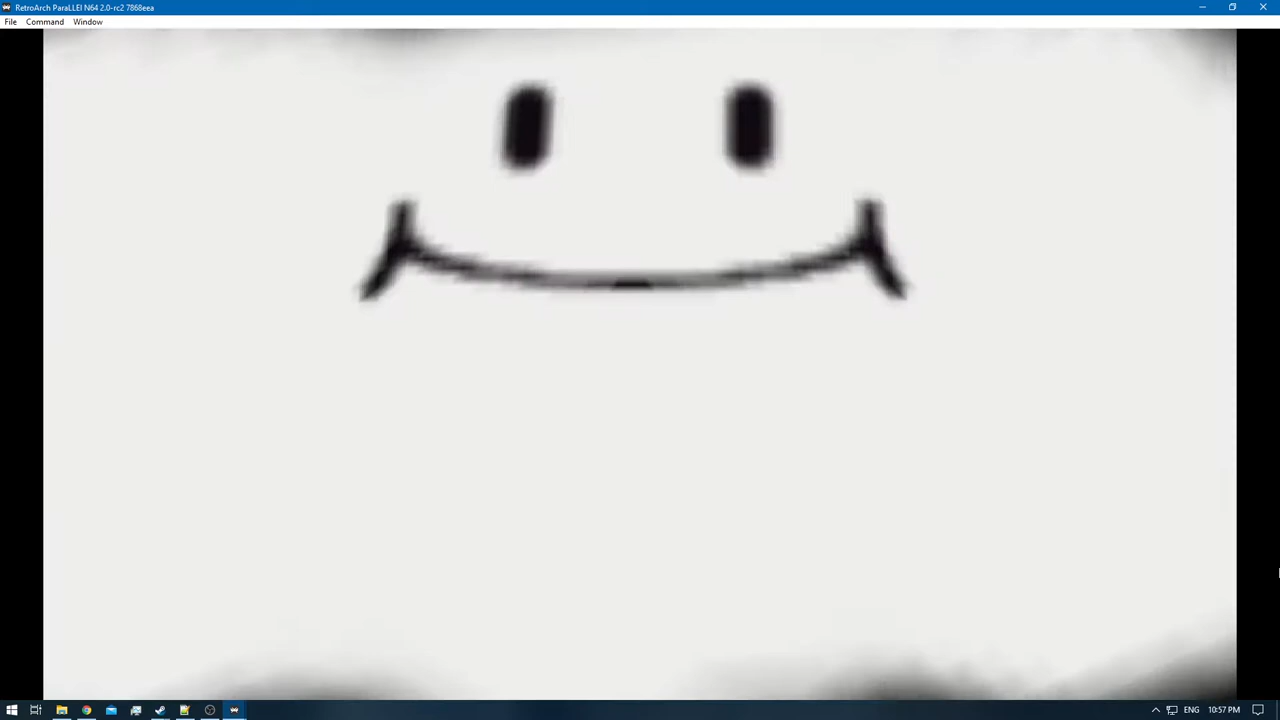 RetroArch ParaLLEl N64 2.0-rc2 7868eea
File Command Window
ENG 10:57 PM